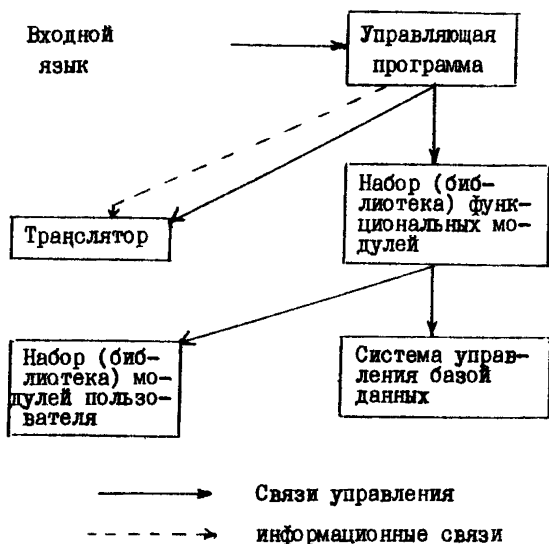 Входной
язык
Управляющая
программа
Набор (биб-
лиотека) функ-
циональных мо-
дулей
Транслятор
Набор (биб-
лиотека) мо-
дулей пользо-
вателя
Система управ-
ления базой
данных
Связи управления
информационные связи